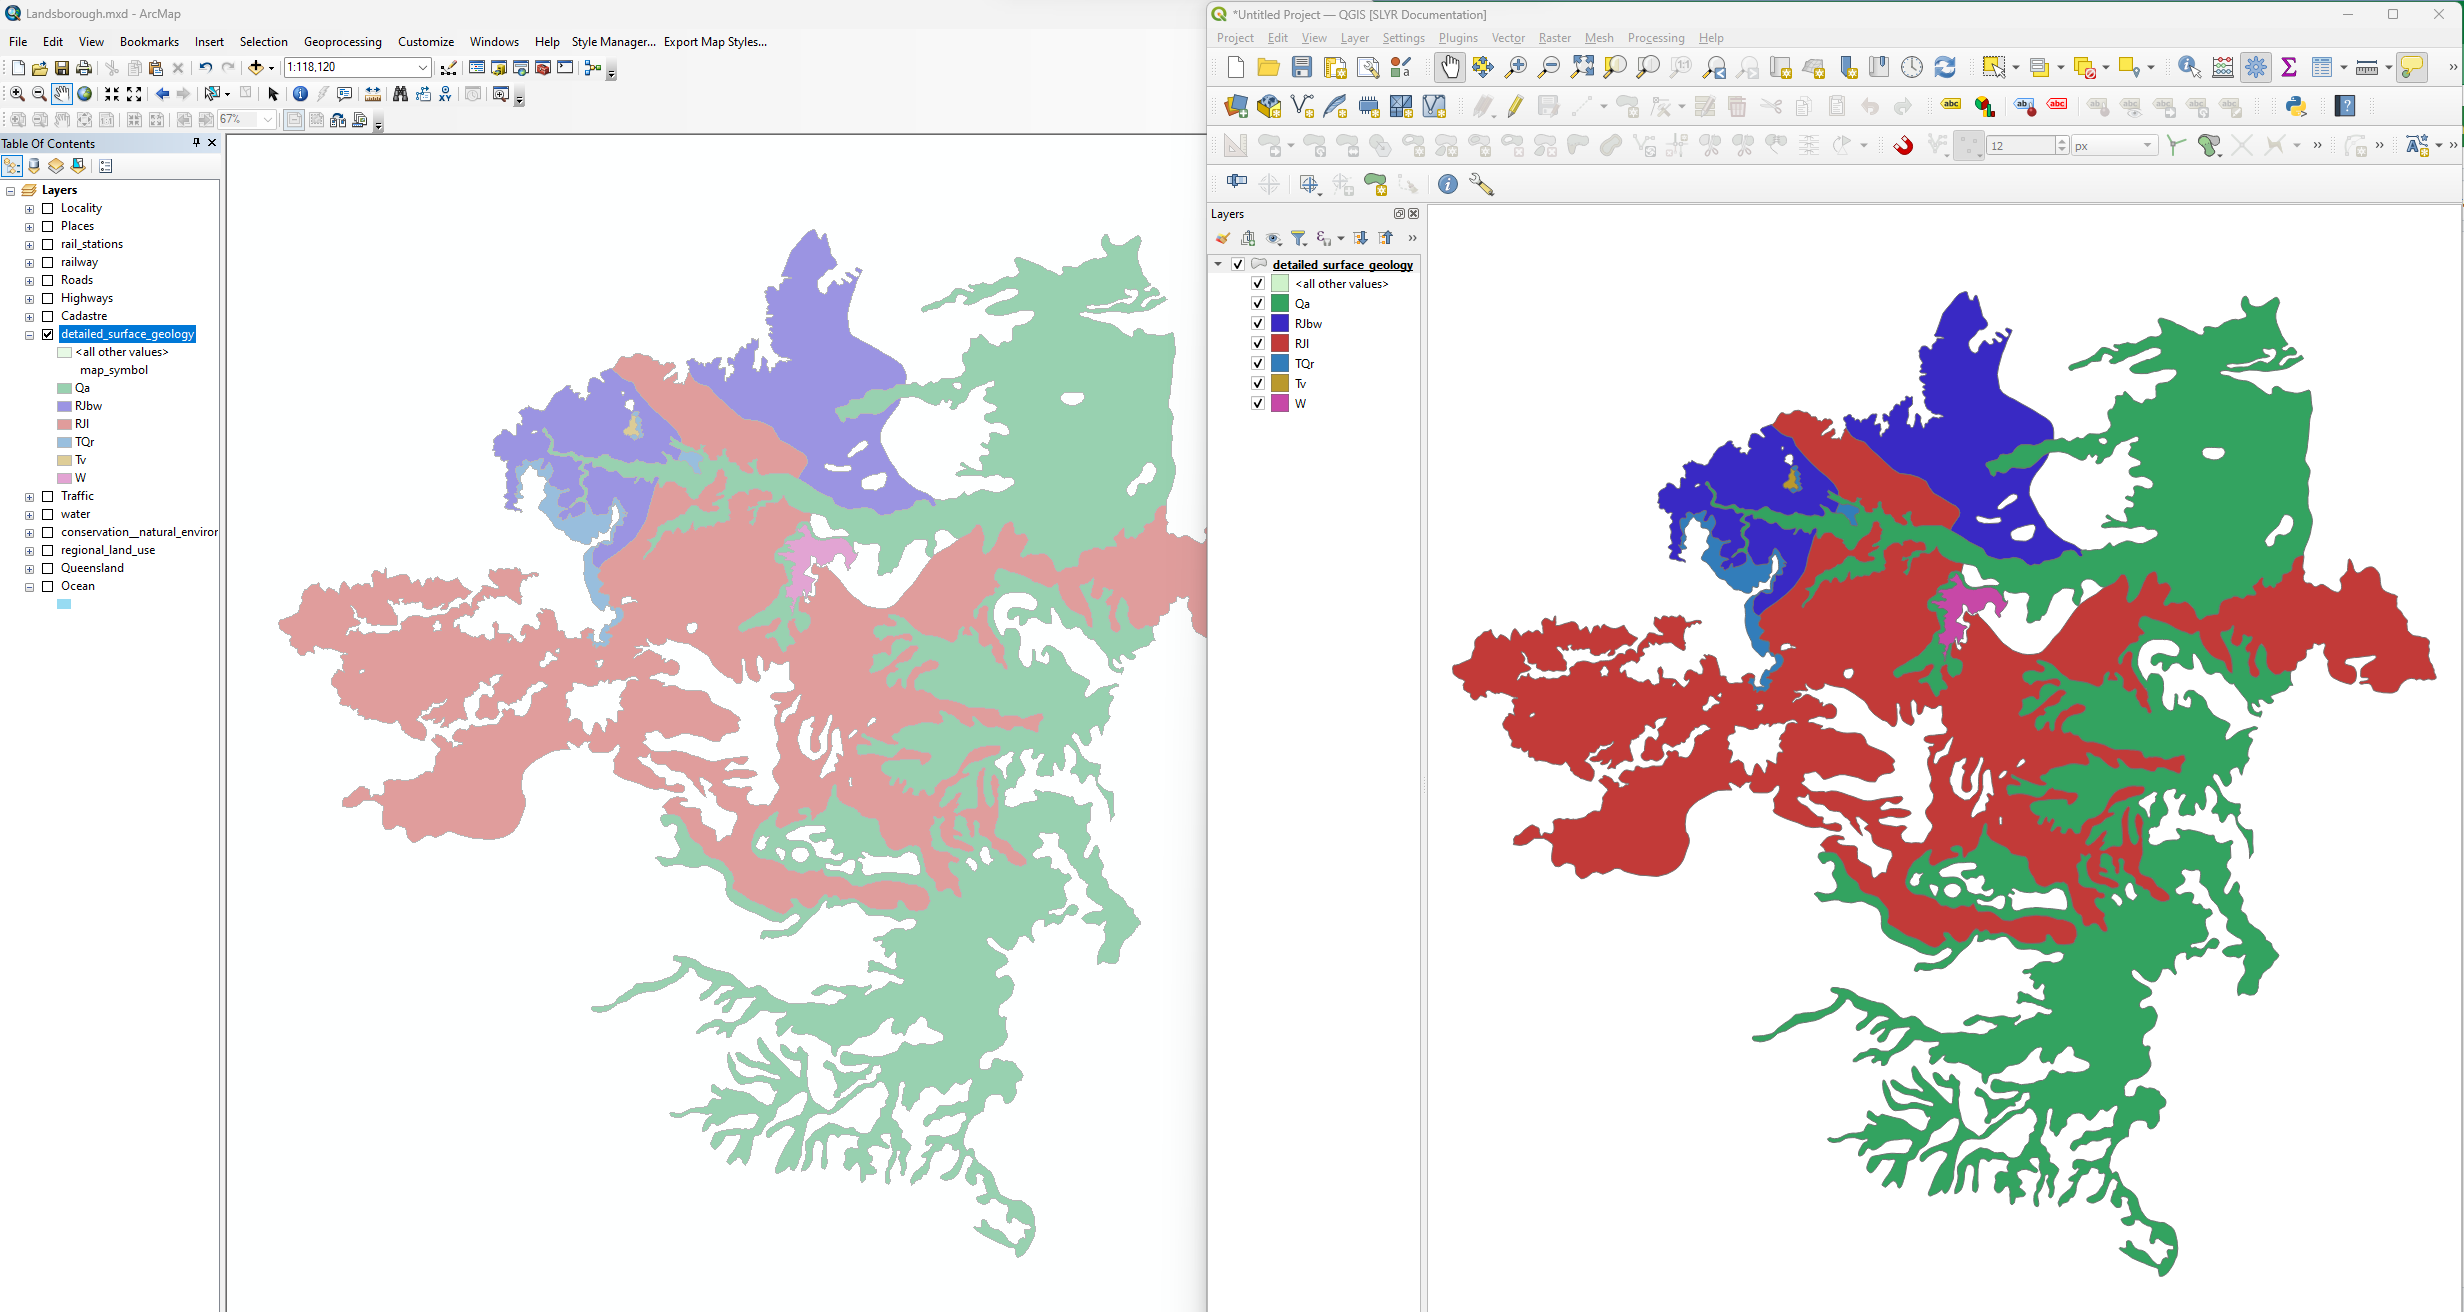 Landsborough.mxd - ArcMap
File Edit View Bookmarks Insert Selection Geoprocessing Customize Windows Help Style Manager... Export Map Styles...
1:118,120
67%
Table Of Contents
Layers
Locality
Places
rail_stations
railway
Roads
Highways
Cadastre
detailed_surface_geology
<all other values>
map_symbol
Qa
RJbw
RJl
TQr
Tv
W
Traffic
water
conservation__natural_environ
regional_land_use
Queensland
Ocean
*Untitled Project — QGIS [SLYR Documentation]
Project Edit View Layer Settings Plugins Vector Raster Mesh Processing Help
abc abc abc
12 px
Layers
detailed_surface_geology
<all other values>
Qa
RJbw
RJl
TQr
Tv
W